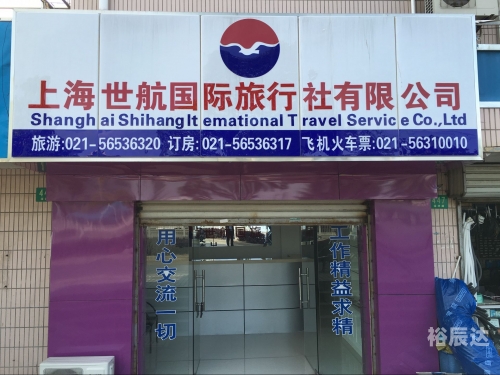 上海世航国际旅行社有限公司
Shanghai Shihang Itemational Travel Service Co.,Ltd
旅游:021-56536320 订房:021-56536317 飞机火车票:021-56310010
用心交流一切
工作精益求精
裕辰达